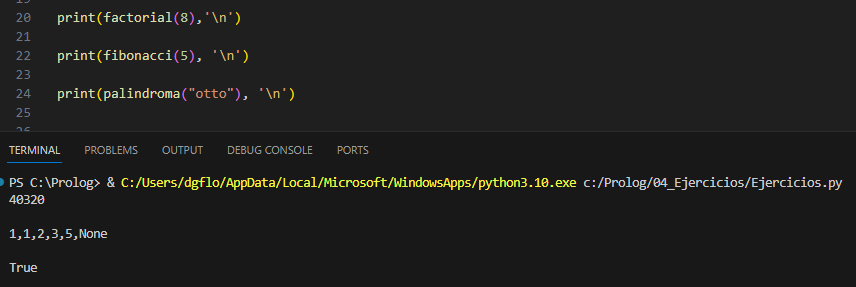 20 print(factorial(8),'\n')
21
22 print(fibonacci(5), '\n')
23
24 print(palindroma("otto"), '\n')
25
TERMINAL PROBLEMS OUTPUT DEBUG CONSOLE PORTS
PS C:\Prolog> & C:/Users/dgflo/AppData/Local/Microsoft/WindowsApps/python3.10.exe c:/Prolog/04_Ejercicios/Ejercicios.py
40320
1,1,2,3,5,None
True